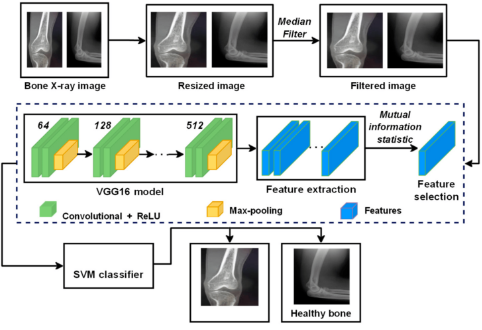 Median
Filter
Bone X-ray image
Resized image
Filtered image
64
128
512
Mutual
information
statistic
VGG16 model
Feature extraction
Feature
selection
Convolutional + ReLU
Max-pooling
Features
SVM classifier
Healthy bone